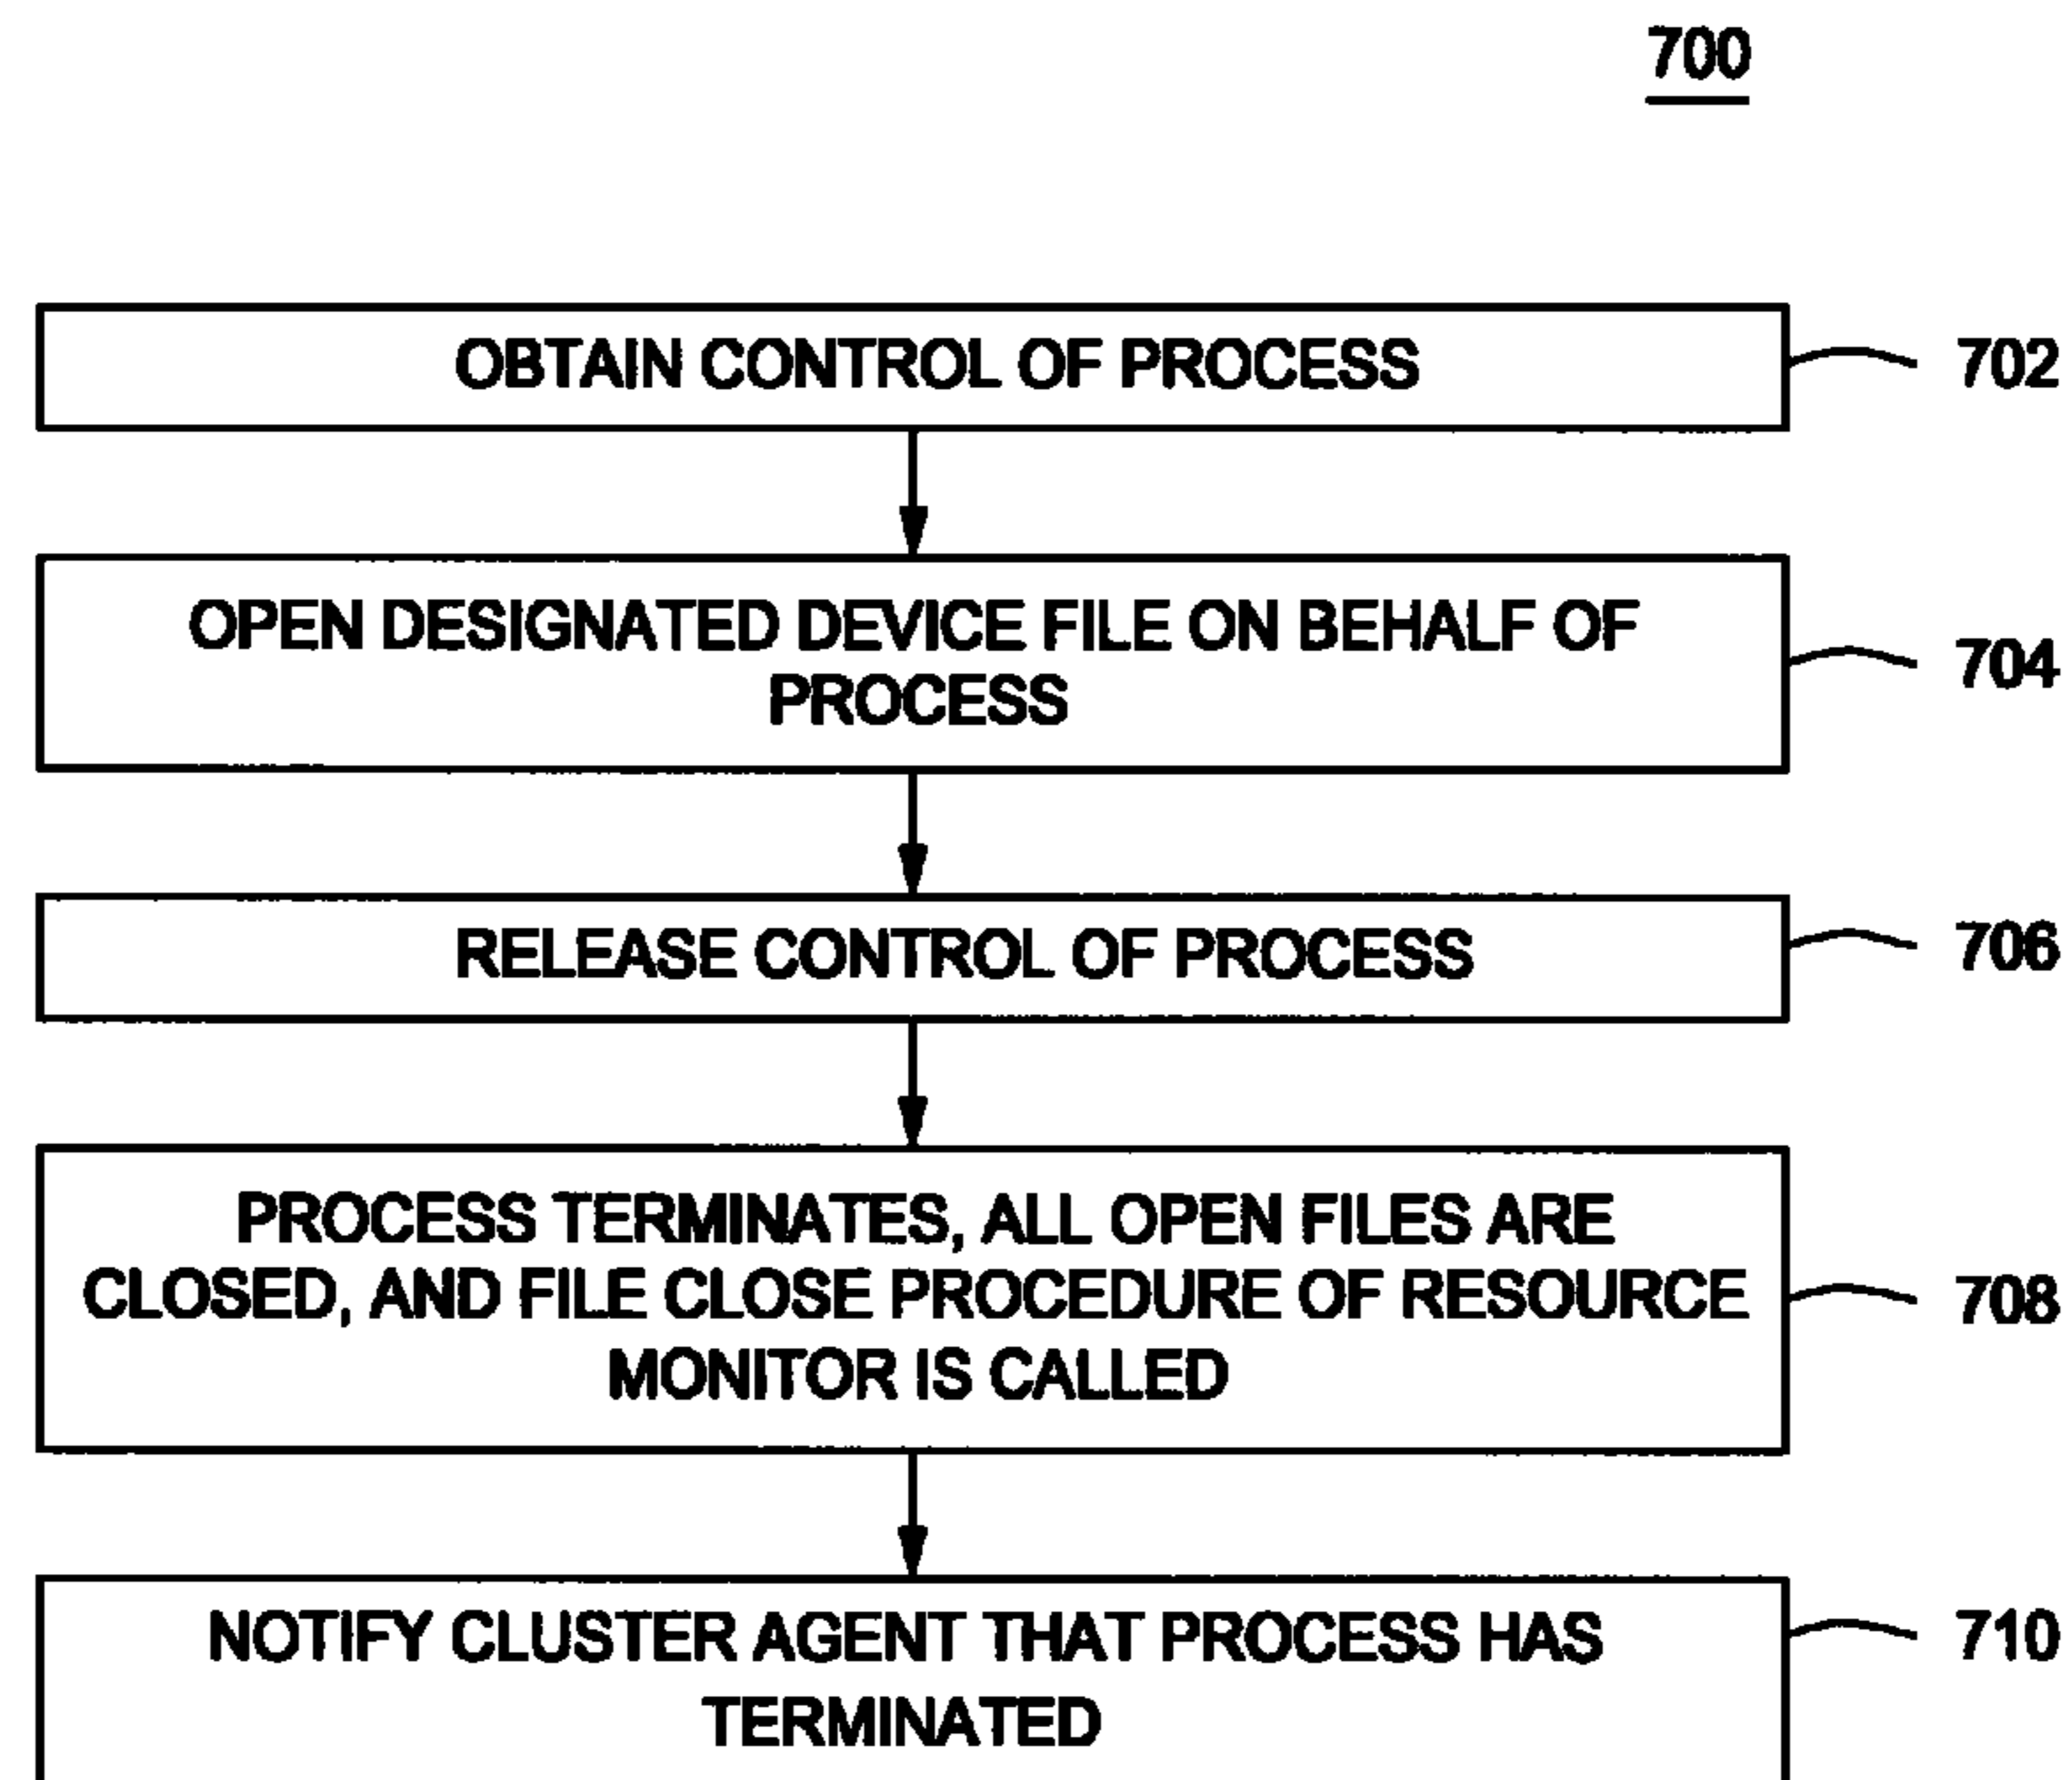 700
OBTAIN CONTROL OF PROCESS
702
OPEN DESIGNATED DEVICE FILE ON BEHALF OF
PROCESS
704
RELEASE CONTROL OF PROCESS
706
PROCESS TERMINATES, ALL OPEN FILES ARE
CLOSED, AND FILE CLOSE PROCEDURE OF RESOURCE
MONITOR IS CALLED
708
NOTIFY CLUSTER AGENT THAT PROCESS HAS
TERMINATED
710